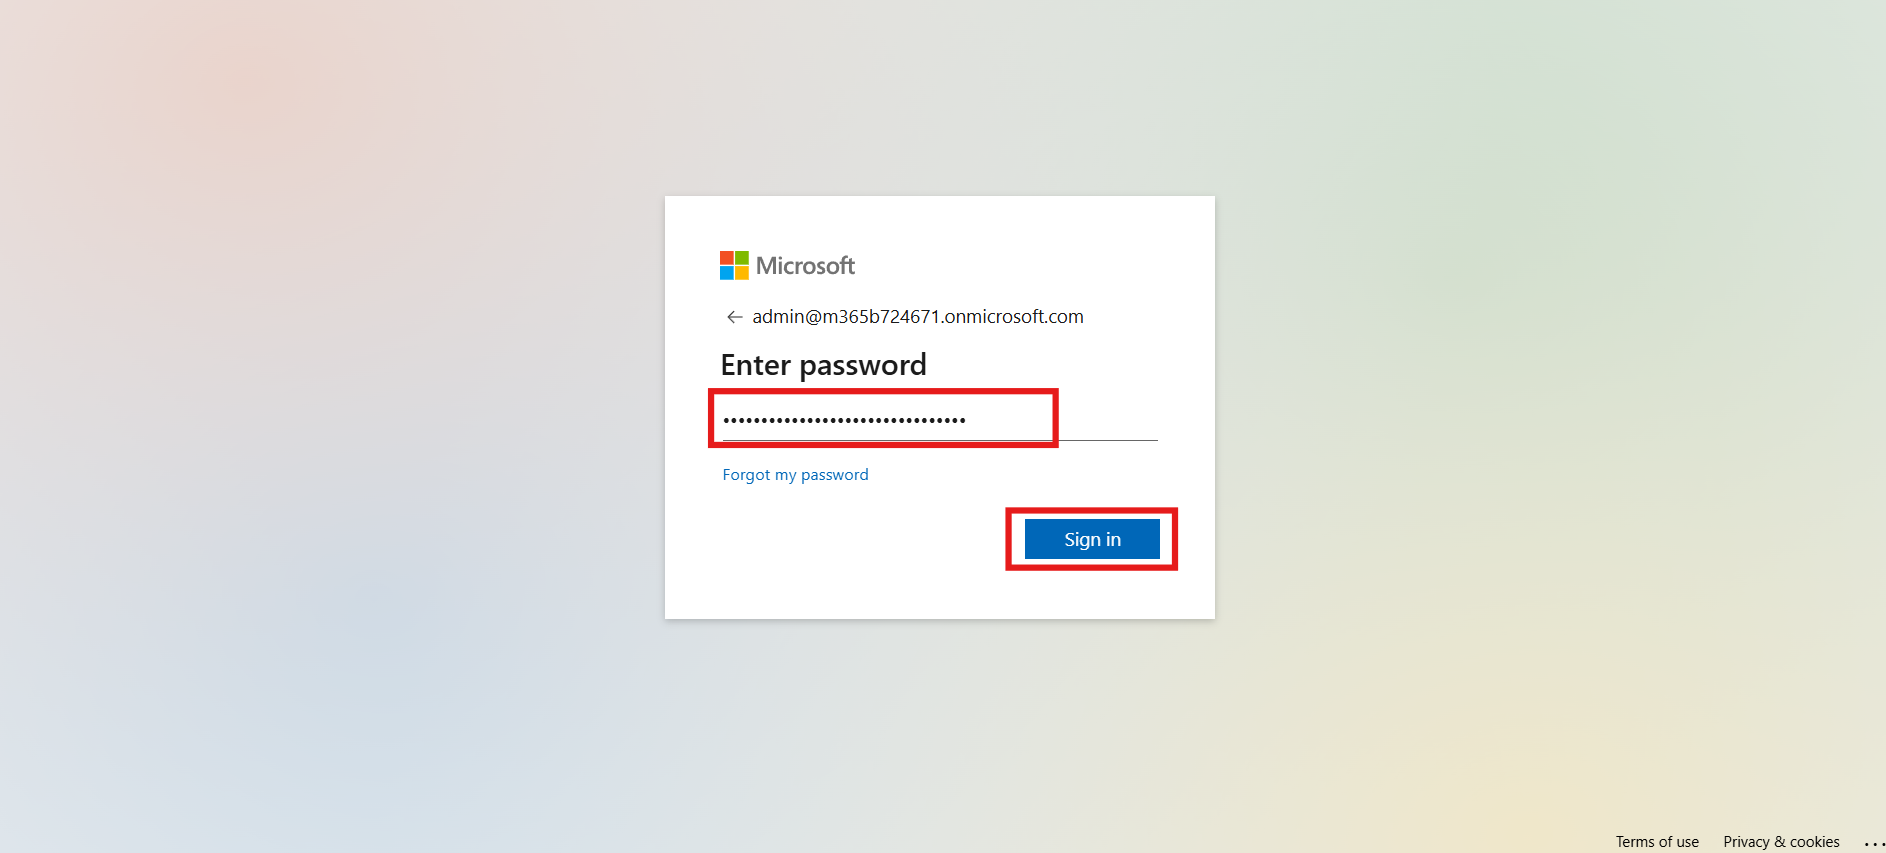 Microsoft
← admin@m365b724671.onmicrosoft.com
Enter password
••••••••••••••••••••••••••••••••
Forgot my password
Sign in
Terms of use Privacy & cookies ...